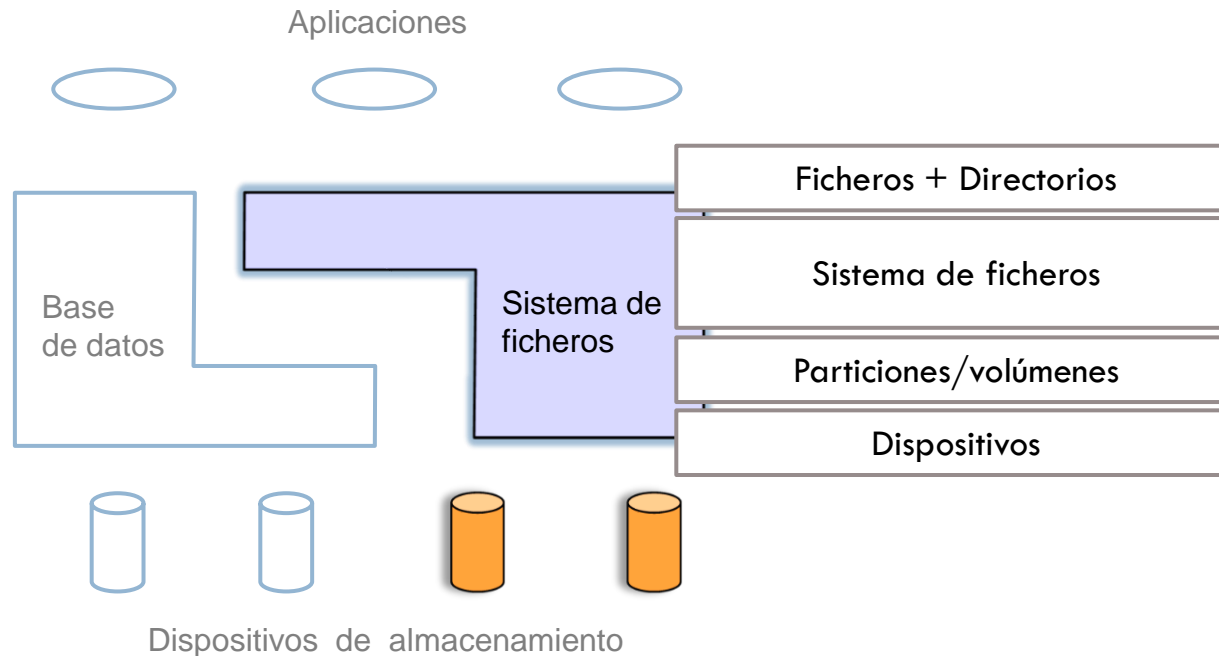 Aplicaciones
Ficheros + Directorios
Sistema de ficheros
Base
de datos
Sistema de
ficheros
Particiones/volúmenes
Dispositivos
Dispositivos de almacenamiento